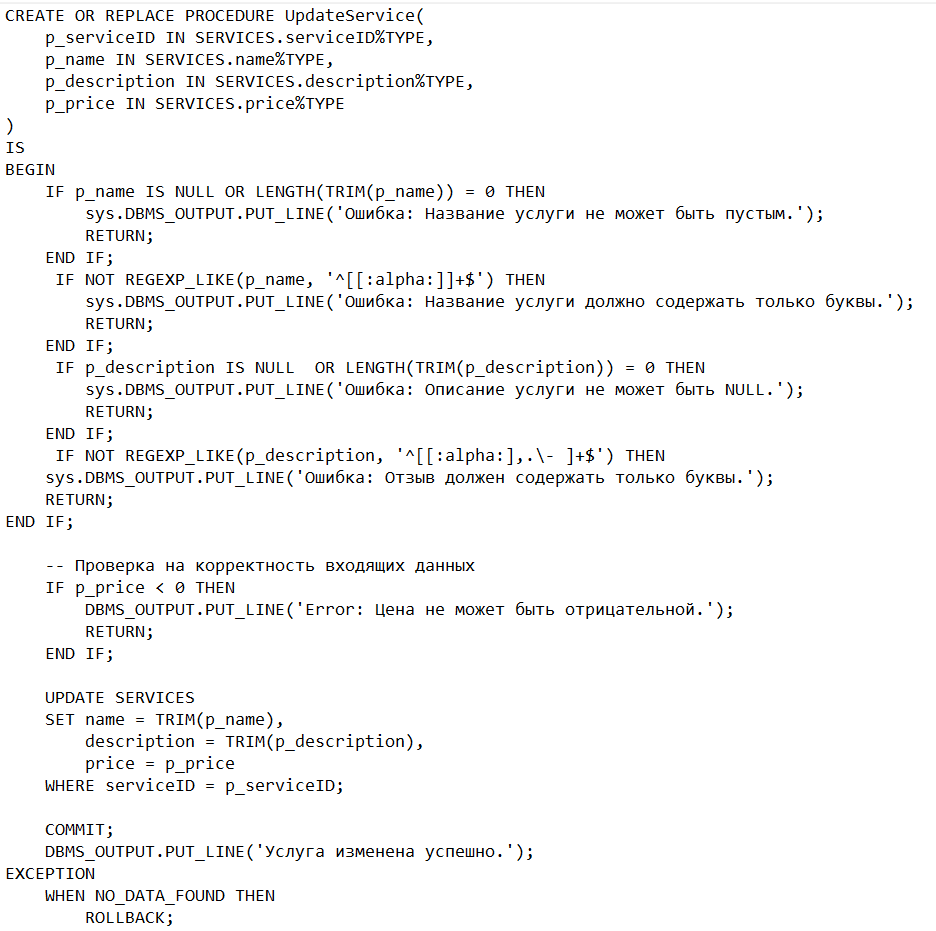 CREATE OR REPLACE PROCEDURE UpdateService(
    p_serviceID IN SERVICES.serviceID%TYPE,
    p_name IN SERVICES.name%TYPE,
    p_description IN SERVICES.description%TYPE,
    p_price IN SERVICES.price%TYPE
)
IS
BEGIN
    IF p_name IS NULL OR LENGTH(TRIM(p_name)) = 0 THEN
        sys.DBMS_OUTPUT.PUT_LINE('Ошибка: Название услуги не может быть пустым.');
        RETURN;
    END IF;
     IF NOT REGEXP_LIKE(p_name, '^[[:alpha:]]+$') THEN
        sys.DBMS_OUTPUT.PUT_LINE('Ошибка: Название услуги должно содержать только буквы.');
        RETURN;
    END IF;
     IF p_description IS NULL  OR LENGTH(TRIM(p_description)) = 0 THEN
        sys.DBMS_OUTPUT.PUT_LINE('Ошибка: Описание услуги не может быть NULL.');
        RETURN;
    END IF;
     IF NOT REGEXP_LIKE(p_description, '^[[:alpha:],.\- ]+$') THEN
    sys.DBMS_OUTPUT.PUT_LINE('Ошибка: Отзыв должен содержать только буквы.');
    RETURN;
END IF;

    -- Проверка на корректность входящих данных
    IF p_price < 0 THEN
        DBMS_OUTPUT.PUT_LINE('Error: Цена не может быть отрицательной.');
        RETURN;
    END IF;

    UPDATE SERVICES
    SET name = TRIM(p_name),
        description = TRIM(p_description),
        price = p_price
    WHERE serviceID = p_serviceID;

    COMMIT;
    DBMS_OUTPUT.PUT_LINE('Услуга изменена успешно.');
EXCEPTION
    WHEN NO_DATA_FOUND THEN
        ROLLBACK;